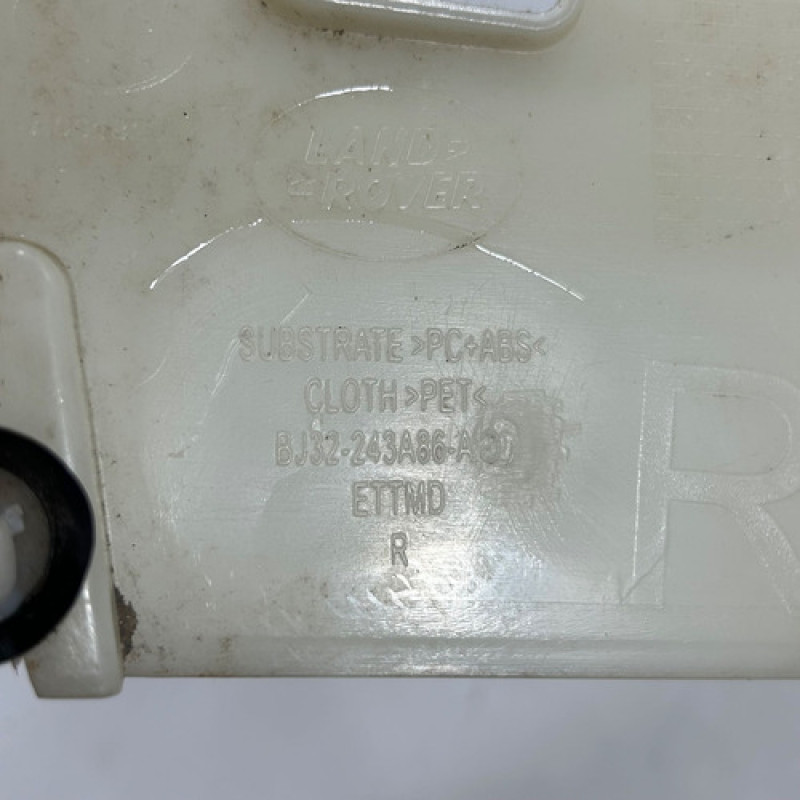 LAND
ROVER
SUBSTRATE >PC+ABS<
CLOTH >PET<
BJ32-243A86-A
ETTMD
R
R